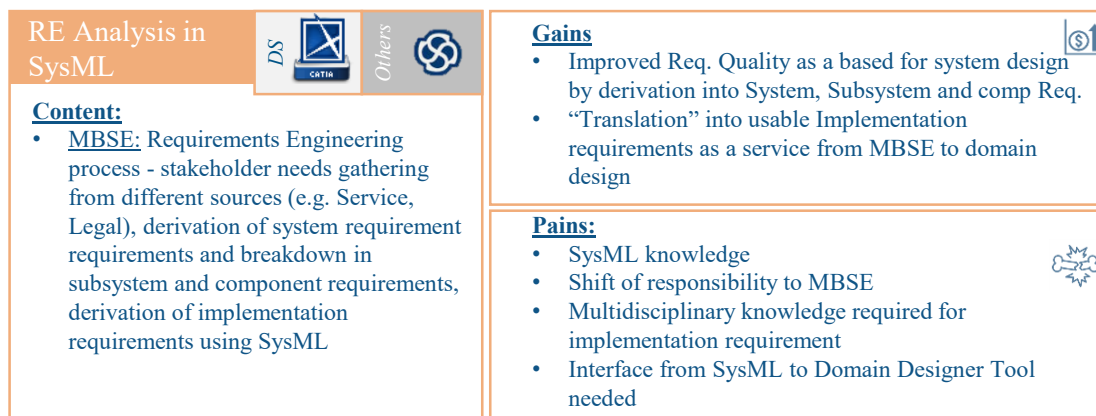 RE Analysis in
SysML
DS
CATIA
Others
Content:
• MBSE: Requirements Engineering
process - stakeholder needs gathering
from different sources (e.g. Service,
Legal), derivation of system requirement
requirements and breakdown in
subsystem and component requirements,
derivation of implementation
requirements using SysML
Gains
$
• Improved Req. Quality as a based for system design
by derivation into System, Subsystem and comp Req.
• “Translation” into usable Implementation
requirements as a service from MBSE to domain
design
Pains:
• SysML knowledge
• Shift of responsibility to MBSE
• Multidisciplinary knowledge required for
implementation requirement
• Interface from SysML to Domain Designer Tool
needed